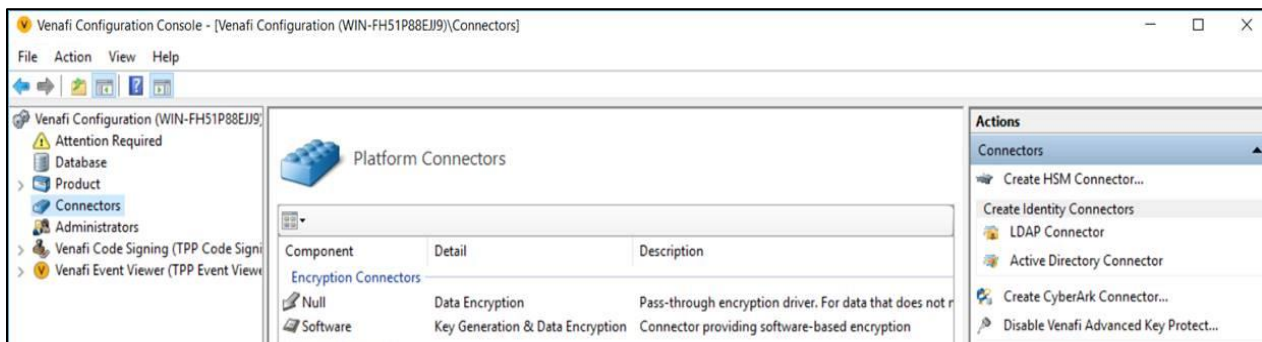 Venafi Configuration Console - [Venafi Configuration (WIN-FH51P88EJJ9)\Connectors]
File Action View Help
Venafi Configuration (WIN-FH51P88EJJ9)
Attention Required
Database
Product
Connectors
Administrators
Venafi Code Signing (TPP Code Signi
Venafi Event Viewer (TPP Event Viewe
Platform Connectors
Component Detail Description
Encryption Connectors
Null Data Encryption Pass-through encryption driver. For data that does not r
Software Key Generation & Data Encryption Connector providing software-based encryption
Actions
Connectors
Create HSM Connector...
Create Identity Connectors
LDAP Connector
Active Directory Connector
Create CyberArk Connector...
Disable Venafi Advanced Key Protect...